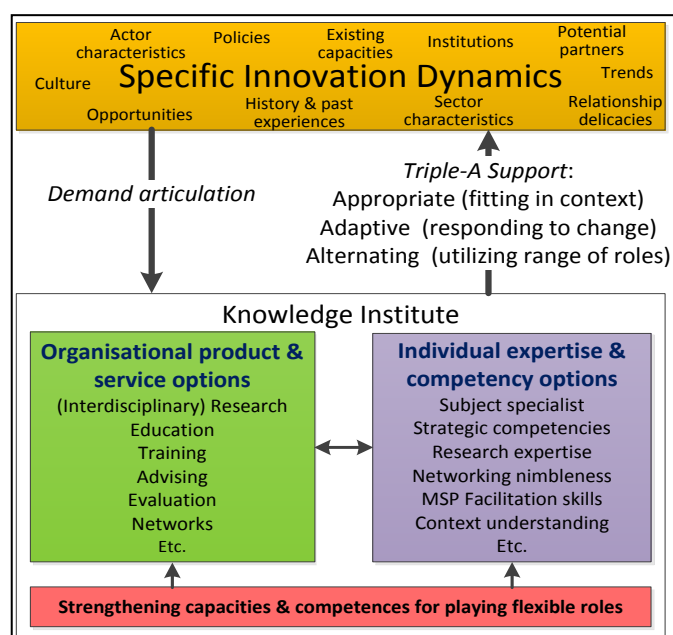 Actor
characteristics
Policies
Existing
capacities
Institutions
Potential
partners
Culture
Specific Innovation Dynamics
Trends
Opportunities
History & past
experiences
Sector
characteristics
Relationship
delicacies
Demand articulation
Triple-A Support:
Appropriate (fitting in context)
Adaptive (responding to change)
Alternating (utilizing range of roles)
Knowledge Institute
Organisational product &
service options
(Interdisciplinary) Research
Education
Training
Advising
Evaluation
Networks
Etc.
Individual expertise &
competency options
Subject specialist
Strategic competencies
Research expertise
Networking nimbleness
MSP Facilitation skills
Context understanding
Etc.
Strengthening capacities & competences for playing flexible roles